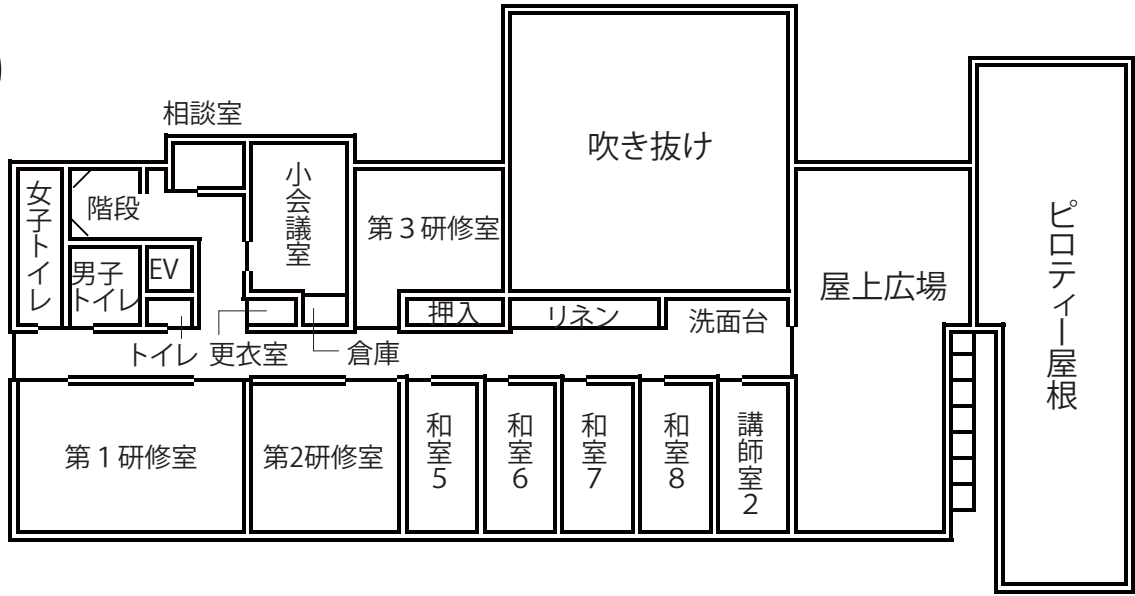 相談室
吹き抜け
女子トイレ
階段
小会議室
第３研修室
ピロティー屋根
男子
トイレ
EV
屋上広場
押入
リネン
洗面台
トイレ
更衣室
倉庫
第１研修室
第2研修室
和室５
和室６
和室７
和室８
講師室２